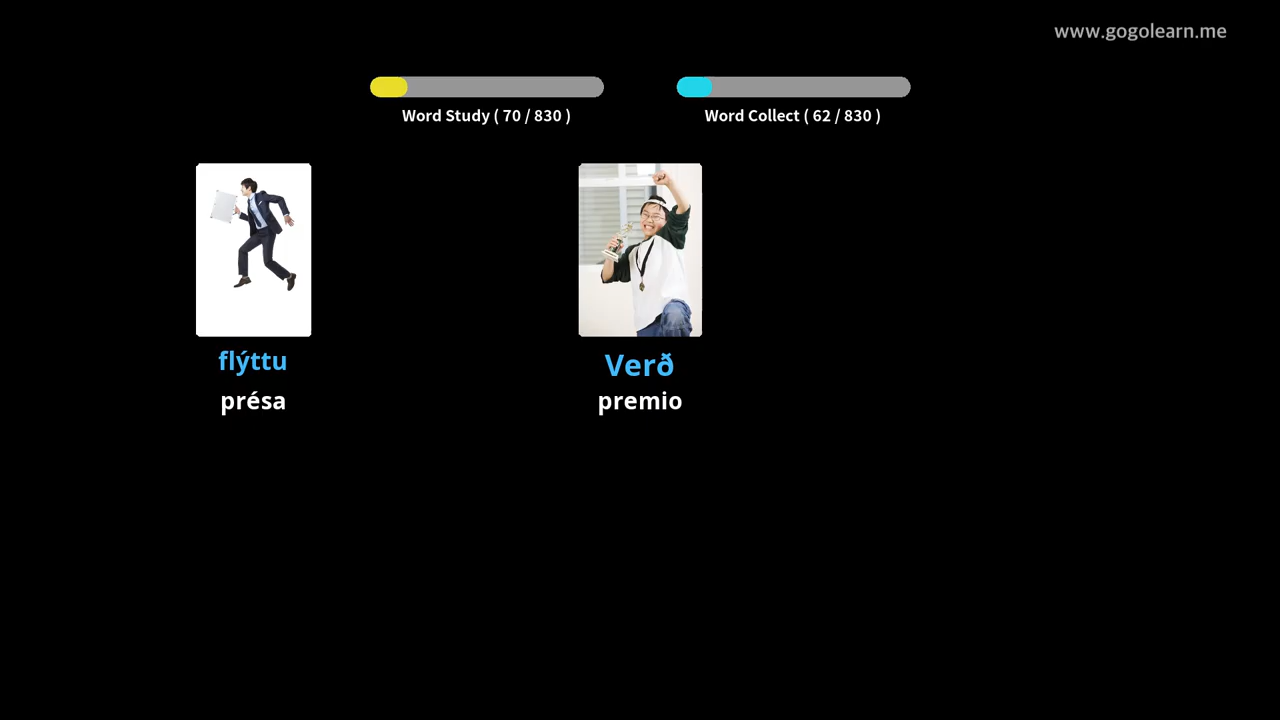 www.gogolearn.me
Word Study ( 70 / 830 )
Word Collect ( 62 / 830 )
flýttu
présa
Verð
premio